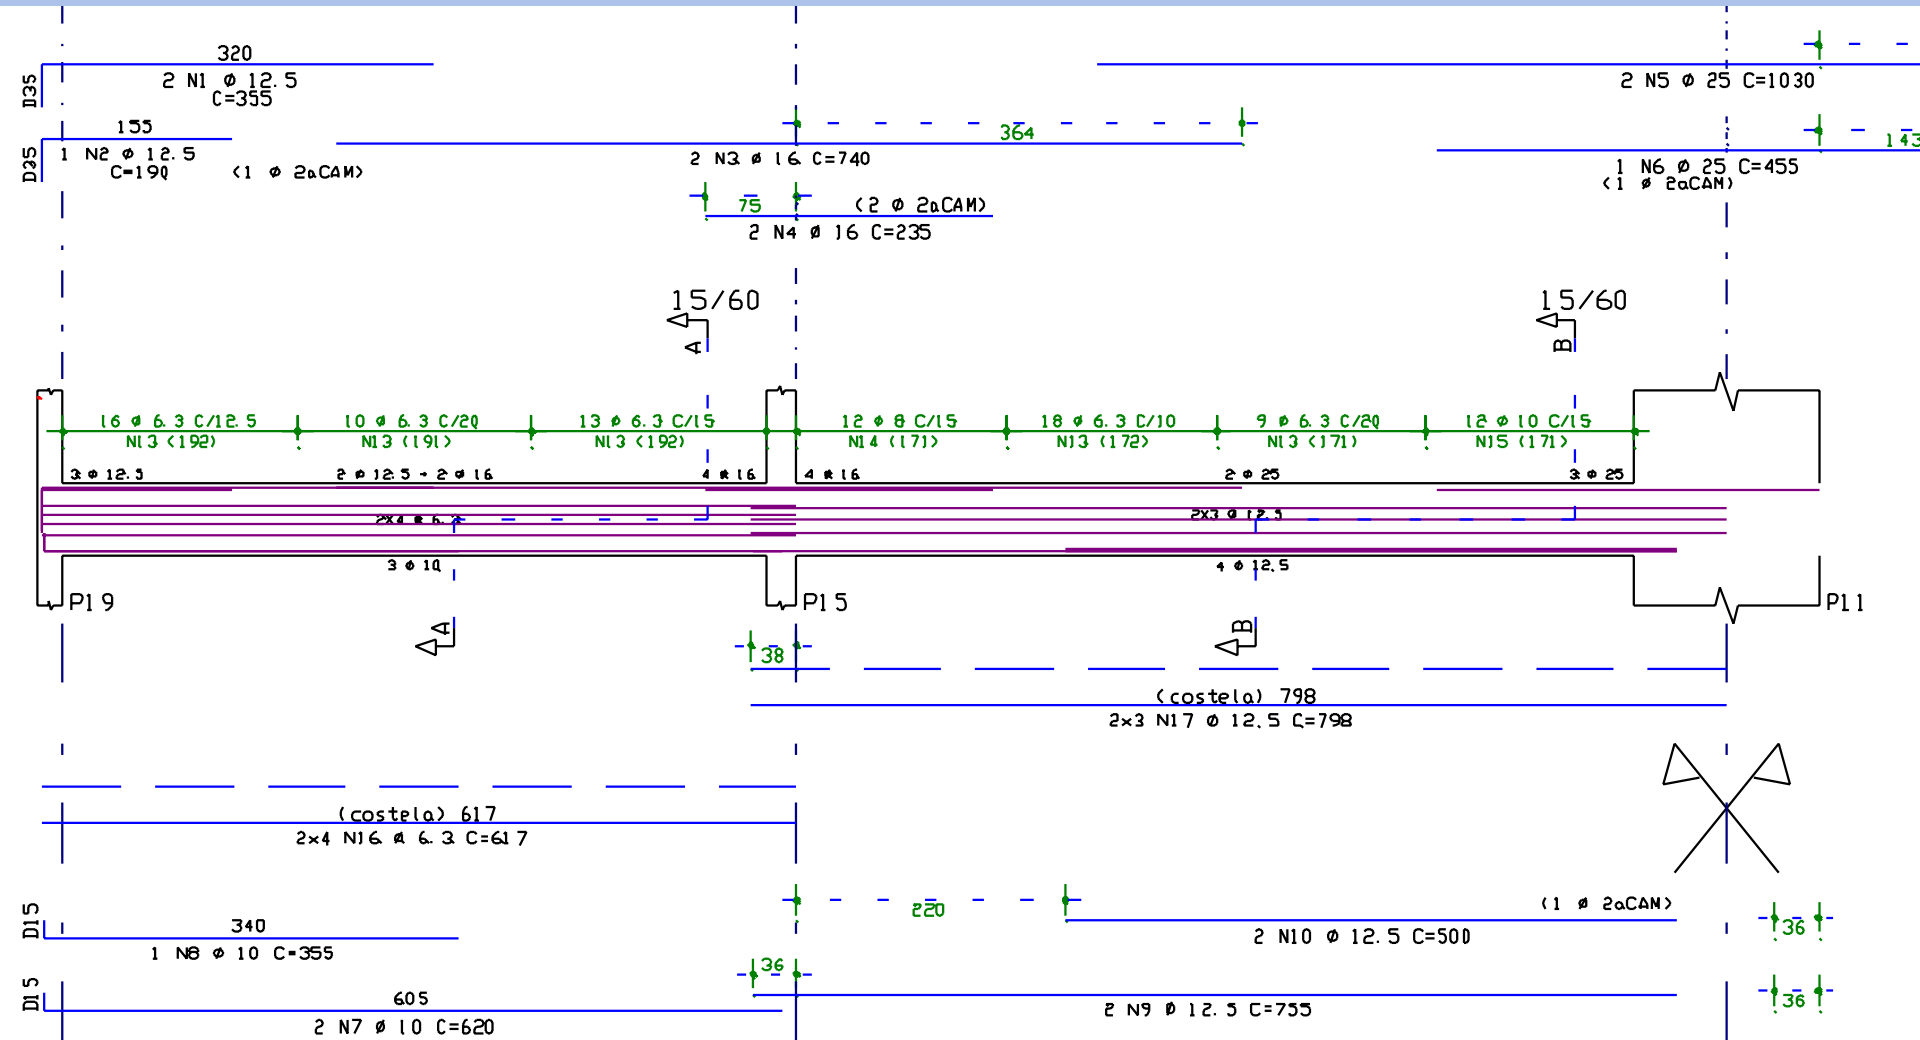 320
D35
2 N1 Ø 12.5
C=355
2 N5 Ø 25 C=1030
155
D35
1 N2 Ø 12.5
C=190
(1 Ø 2aCAM)
364
2 N3 Ø 16 C=740
143
1 N6 Ø 25 C=455
(1 Ø 2aCAM)
75
(2 Ø 2aCAM)
2 N4 Ø 16 C=235
15/60
15/60
A
B
16 Ø 6.3 C/12.5
10 Ø 6.3 C/20
13 Ø 6.3 C/15
12 Ø 8 C/15
18 Ø 6.3 C/10
9 Ø 6.3 C/20
12 Ø 10 C/15
N13 (192)
N13 (191)
N13 (192)
N14 (171)
N13 (172)
N13 (171)
N15 (171)
3 Ø 12.5
2 Ø 12.5 + 2 Ø 16
4 Ø 16
4 Ø 16
2 Ø 25
3 Ø 25
2X4 Ø 6.3
2X3 Ø 12.5
3 Ø 10
4 Ø 12.5
P19
P15
P11
A
B
38
(costela) 798
2x3 N17 Ø 12.5 C=798
(costela) 617
2x4 N16 Ø 6.3 C=617
220
(1 Ø 2aCAM)
D15
340
1 N8 Ø 10 C=355
2 N10 Ø 12.5 C=500
36
36
D15
605
2 N7 Ø 10 C=620
2 N9 Ø 12.5 C=755
36